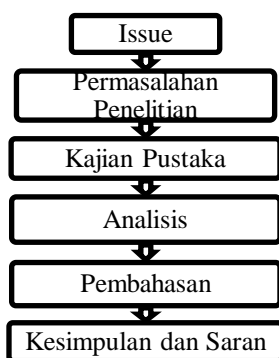 Issue
Permasalahan
Penelitian
Kajian Pustaka
Analisis
Pembahasan
Kesimpulan dan Saran